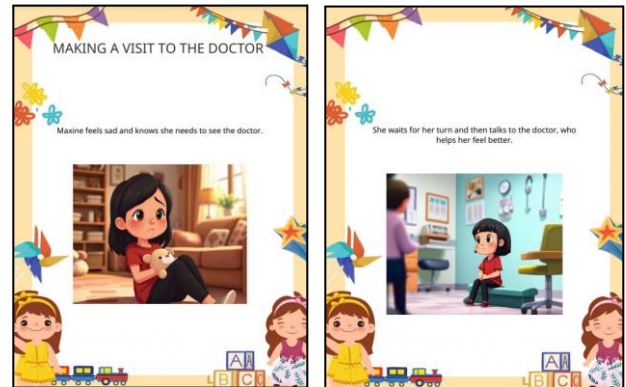 MAKING A VISIT TO THE DOCTOR
Maxine feels sad and knows she needs to see the doctor.
A A
B C
She waits for her turn and then talks to the doctor, who
helps her feel better.
A A
B C